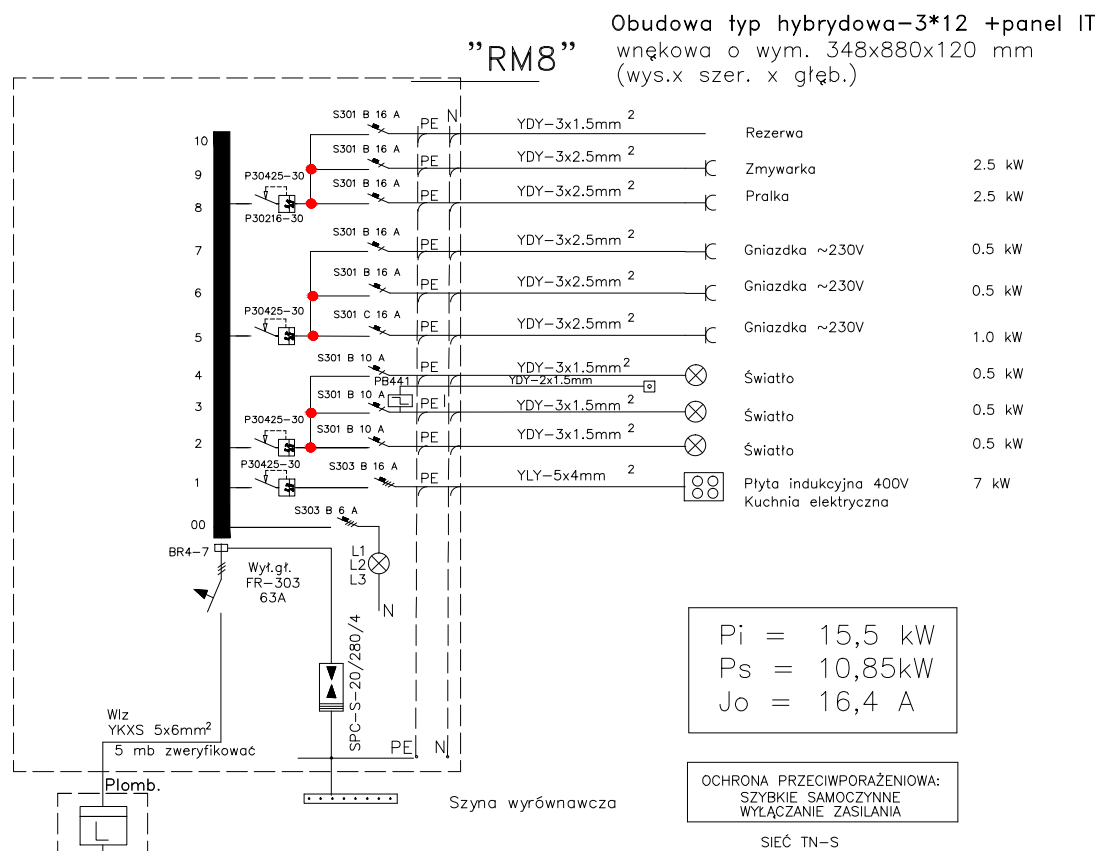 Obudowa typ hybrydowa-3*12 +panel IT
"RM8"
wnękowa o wym. 348x880x120 mm
(wys.x szer. x głęb.)
S301 B 16 A
PE
N
YDY-3x1.5mm 2
Rezerwa
10
S301 B 16 A
PE
YDY-3x2.5mm 2
Zmywarka
2.5 kW
9
P30425-30
S301 B 16 A
PE
YDY-3x2.5mm 2
Pralka
2.5 kW
8
P30216-30
S301 B 16 A
PE
YDY-3x2.5mm 2
Gniazdka ~230V
0.5 kW
7
S301 B 16 A
PE
YDY-3x2.5mm 2
Gniazdka ~230V
0.5 kW
6
P30425-30
S301 C 16 A
PE
YDY-3x2.5mm 2
Gniazdka ~230V
1.0 kW
5
S301 B 10 A
PE
YDY-3x1.5mm 2
Światło
0.5 kW
4
PB441
YDY-2x1.5mm
S301 B 10 A
PE
YDY-3x1.5mm 2
Światło
0.5 kW
3
P30425-30
S301 B 10 A
PE
YDY-3x1.5mm 2
Światło
0.5 kW
2
P30425-30
S303 B 16 A
PE
YLY-5x4mm 2
Płyta indukcyjna 400V
7 kW
Kuchnia elektryczna
1
S303 B 6 A
00
BR4-7
Wył.gł.
FR-303
63A
L1
L2
L3
N
SPC-S-20/280/4
Pi = 15,5 kW
Ps = 10,85kW
Jo = 16,4 A
Wlz
YKXS 5x6mm2
5 mb zweryfikować
PE
N
Plomb.
L
Szyna wyrównawcza
OCHRONA PRZECIWPORAŻENIOWA:
SZYBKIE SAMOCZYNNE
WYŁĄCZANIE ZASILANIA
SIEĆ TN-S